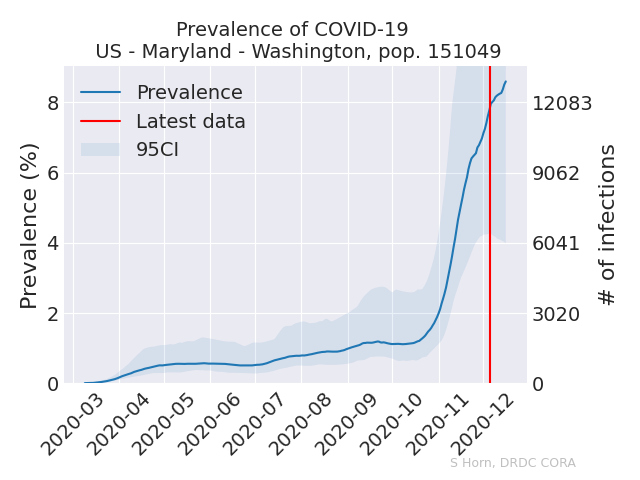 Prevalence of COVID-19
US - Maryland - Washington, pop. 151049
Prevalence
Latest data
95CI
Prevalence (%)
8
6
4
2
0
12083
9062
6041
3020
0
# of infections
2020-03
2020-04
2020-05
2020-06
2020-07
2020-08
2020-09
2020-10
2020-11
2020-12
S Horn, DRDC CORA